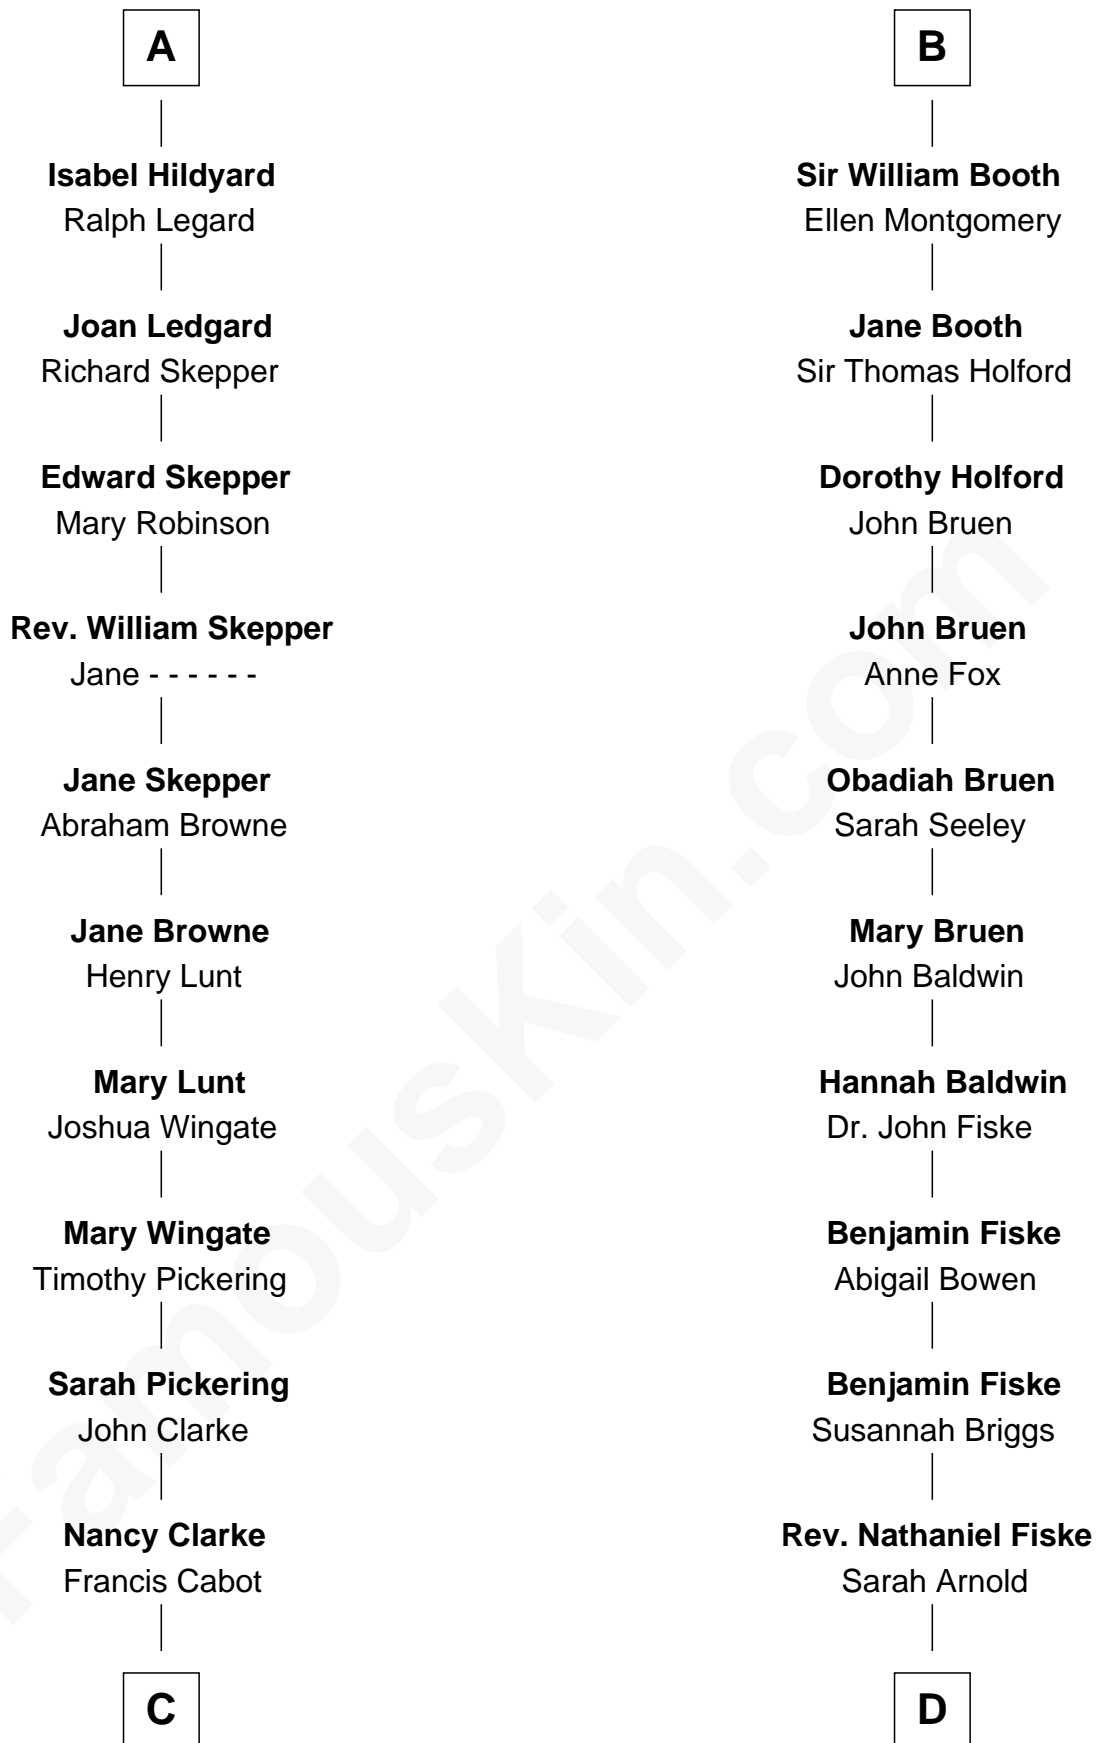 A
Isabel Hildyard
Ralph Legard
Joan Ledgard
Richard Skepper
Edward Skepper
Mary Robinson
Rev. William Skepper
Jane - - - - - -
Jane Skepper
Abraham Browne
Jane Browne
Henry Lunt
Mary Lunt
Joshua Wingate
Mary Wingate
Timothy Pickering
Sarah Pickering
John Clarke
Nancy Clarke
Francis Cabot
C
B
Sir William Booth
Ellen Montgomery
Jane Booth
Sir Thomas Holford
Dorothy Holford
John Bruen
John Bruen
Anne Fox
Obadiah Bruen
Sarah Seeley
Mary Bruen
John Baldwin
Hannah Baldwin
Dr. John Fiske
Benjamin Fiske
Abigail Bowen
Benjamin Fiske
Susannah Briggs
Rev. Nathaniel Fiske
Sarah Arnold
D
FamousKin.com